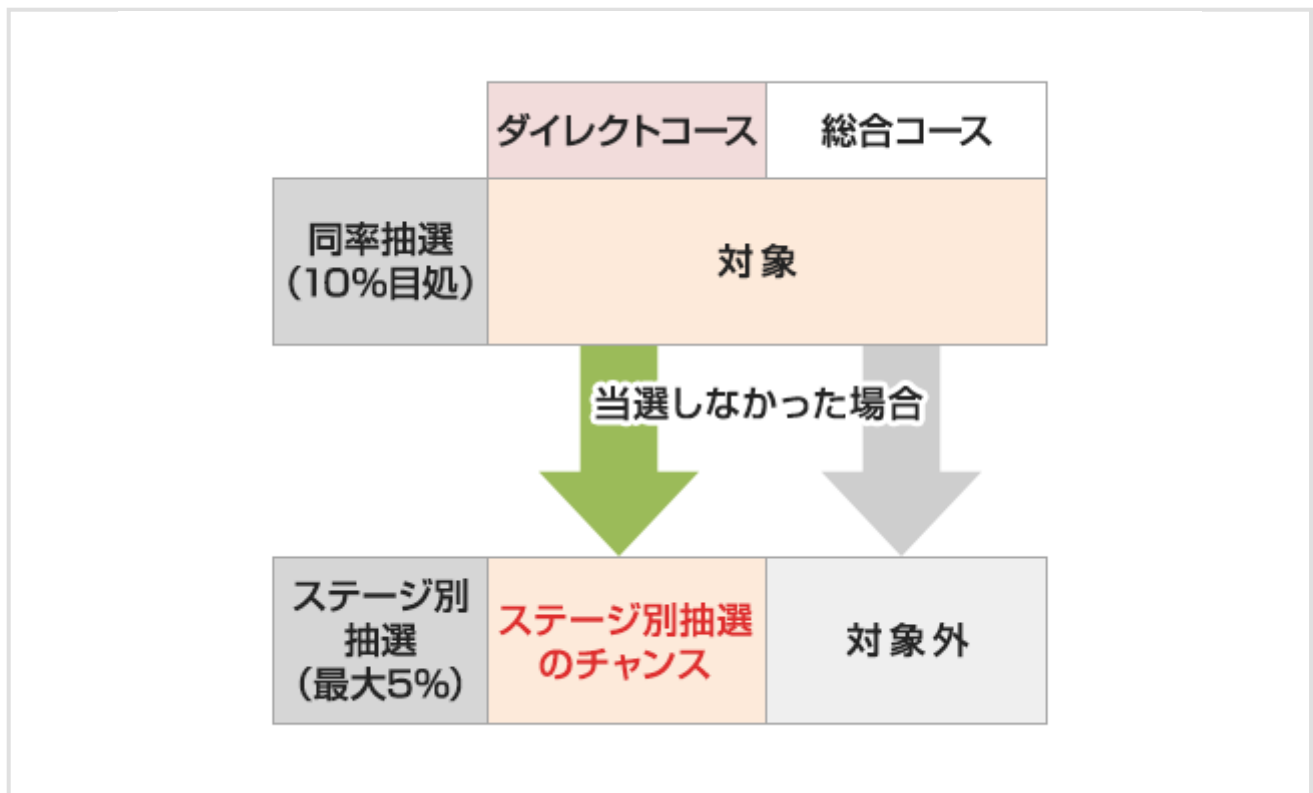 ダイレクトコース
総合コース
同率抽選
（10%目処）
対象
当選しなかった場合
ステージ別
抽選
（最大5%）
ステージ別抽選
のチャンス
対象外